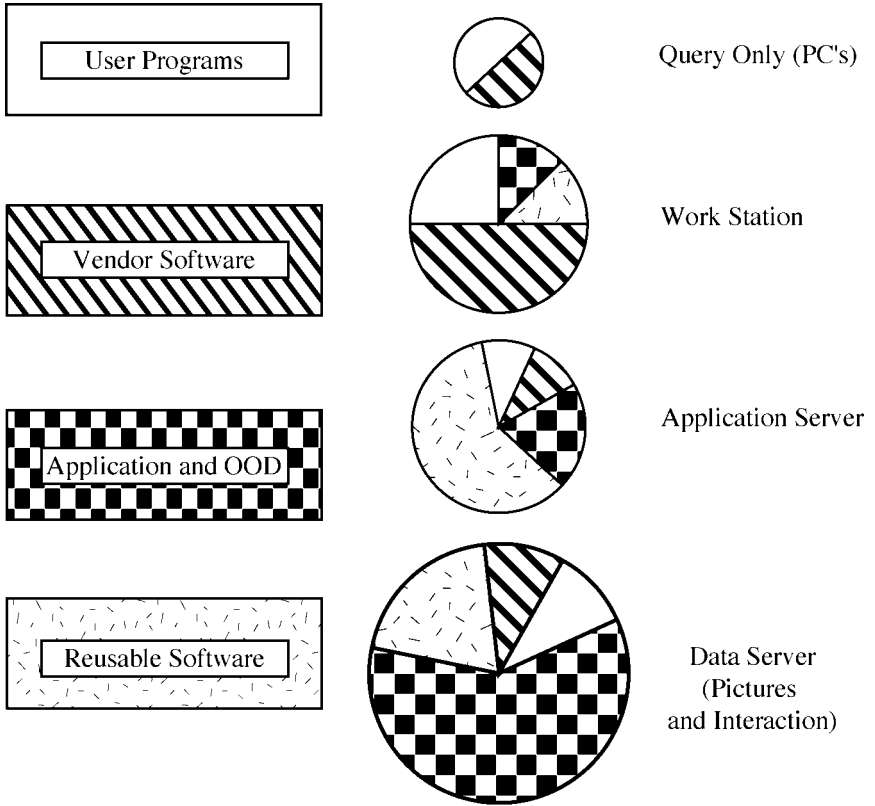 User Programs
Query Only (PC's)
Vendor Software
Work Station
Application and OOD
Application Server
Reusable Software
Data Server
(Pictures
and Interaction)